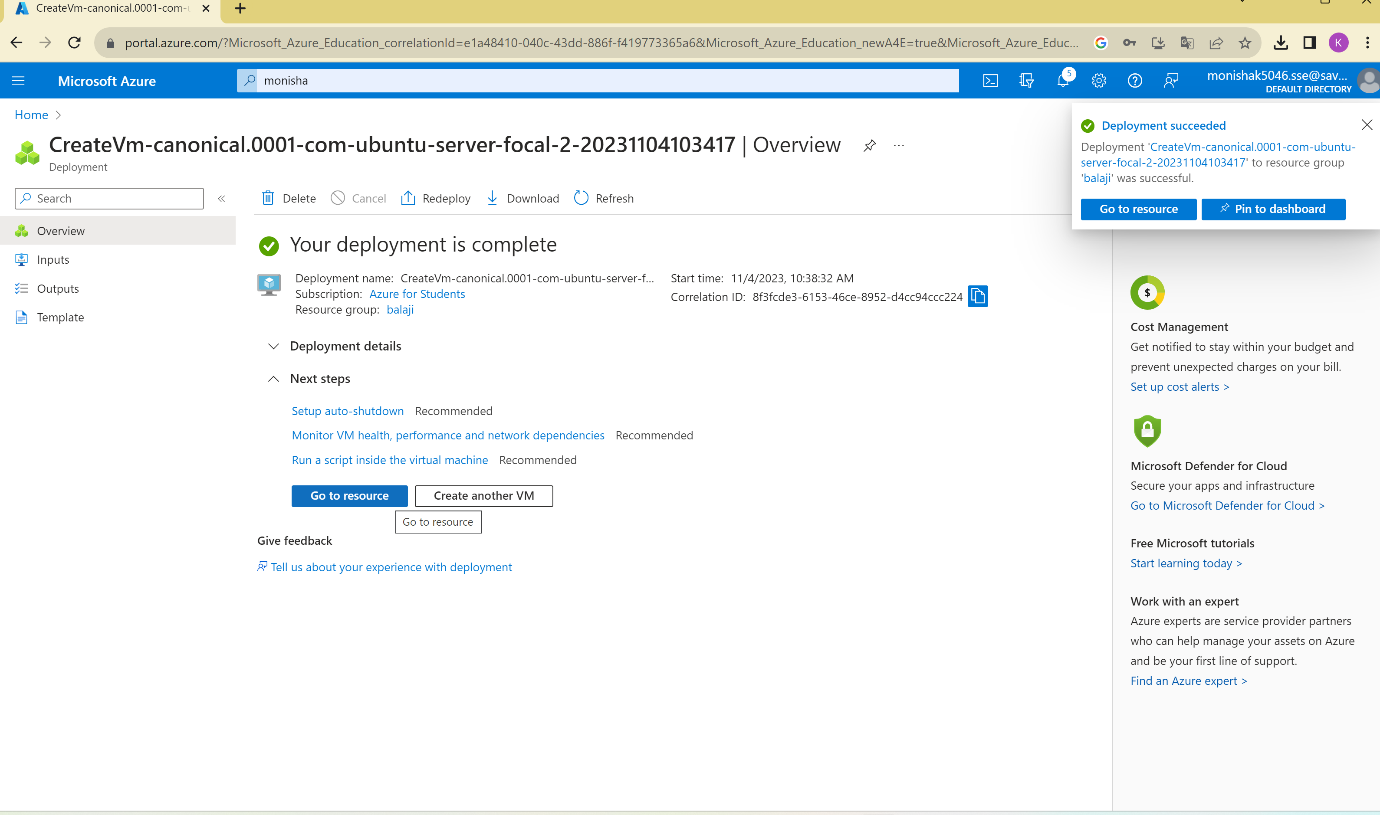 CreateVm-canonical.0001-com-
portal.azure.com/?Microsoft_Azure_Education_correlationId=e1a48410-040c-43dd-886f-f419773365a6&Microsoft_Azure_Education_newA4E=true&Microsoft_Azure_Educ...
K
Microsoft Azure
monisha
5
monishak5046.sse@sav...
DEFAULT DIRECTORY
Home
CreateVm-canonical.0001-com-ubuntu-server-focal-2-20231104103417 | Overview
Deployment
Search
Overview
Inputs
Outputs
Template
Delete
Cancel
Redeploy
Download
Refresh
Your deployment is complete
Deployment name: CreateVm-canonical.0001-com-ubuntu-server-f...
Subscription: Azure for Students
Resource group: balaji
Start time: 11/4/2023, 10:38:32 AM
Correlation ID: 8f3fcde3-6153-46ce-8952-d4cc94ccc224
Deployment details
Next steps
Setup auto-shutdown Recommended
Monitor VM health, performance and network dependencies Recommended
Run a script inside the virtual machine Recommended
Go to resource
Create another VM
Go to resource
Give feedback
Tell us about your experience with deployment
Deployment succeeded
Deployment 'CreateVm-canonical.0001-com-ubuntu-
server-focal-2-20231104103417' to resource group
'balaji' was successful.
Go to resource
Pin to dashboard
Cost Management
Get notified to stay within your budget and
prevent unexpected charges on your bill.
Set up cost alerts >
Microsoft Defender for Cloud
Secure your apps and infrastructure
Go to Microsoft Defender for Cloud >
Free Microsoft tutorials
Start learning today >
Work with an expert
Azure experts are service provider partners
who can help manage your assets on Azure
and be your first line of support.
Find an Azure expert >